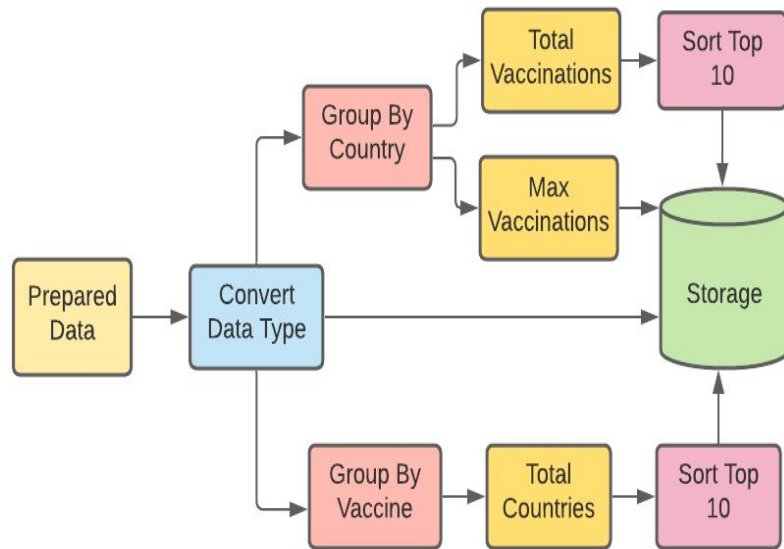 Total
Vaccinations
Sort Top
10
Group By
Country
Max
Vaccinations
Prepared
Data
Convert
Data Type
Storage
Group By
Vaccine
Total
Countries
Sort Top
10